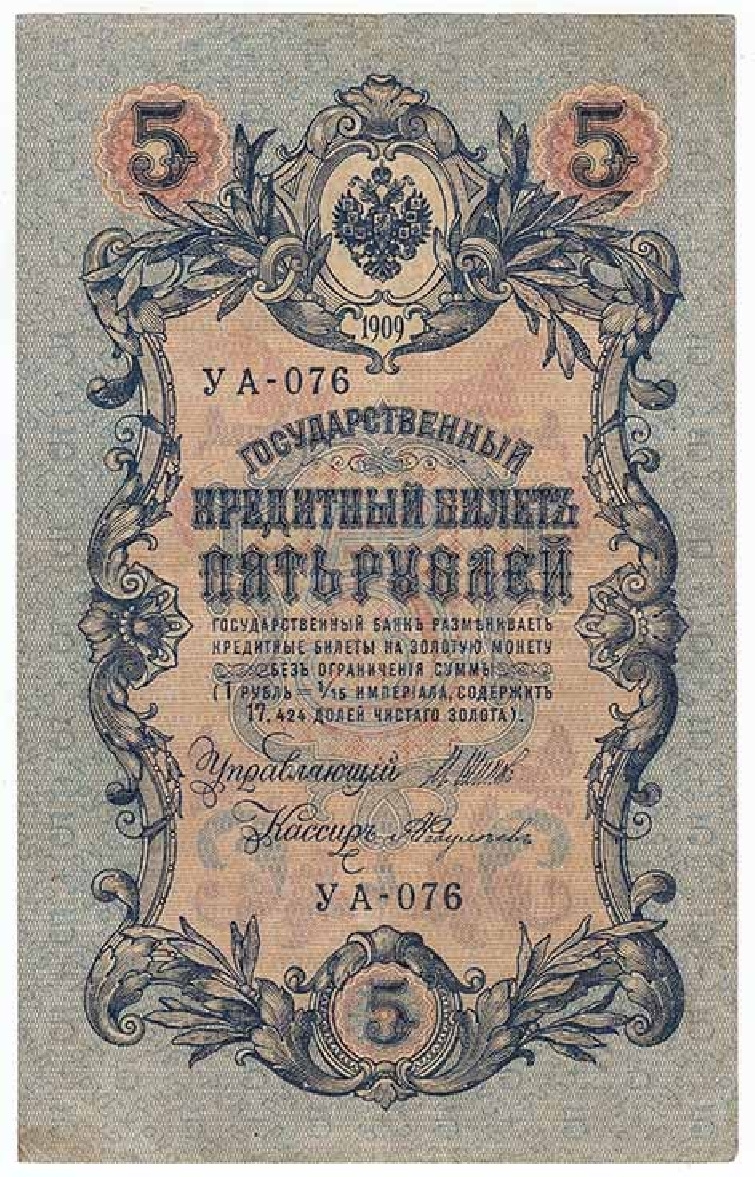 5 5
1909
УА-076
ГОСУДАРСТВЕННЫЙ
КРЕДИТНЫЙ БИЛЕТЪ
ПЯТЬ РУБЛЕЙ
ГОСУДАРСТВЕННЫЙ БАНКЪ РАЗМѢНИВАЕТЪ
КРЕДИТНЫЕ БИЛЕТЫ НА ЗОЛОТУЮ МОНЕТУ
БЕЗЪ ОГРАНИЧЕНІЯ СУММЫ
(1 РУБЛЬ = 1/15 ИМПЕРІАЛА, СОДЕРЖИТЪ
17,424 ДОЛЕЙ ЧИСТАГО ЗОЛОТА).
Управляющій
Кассиръ
УА-076
5